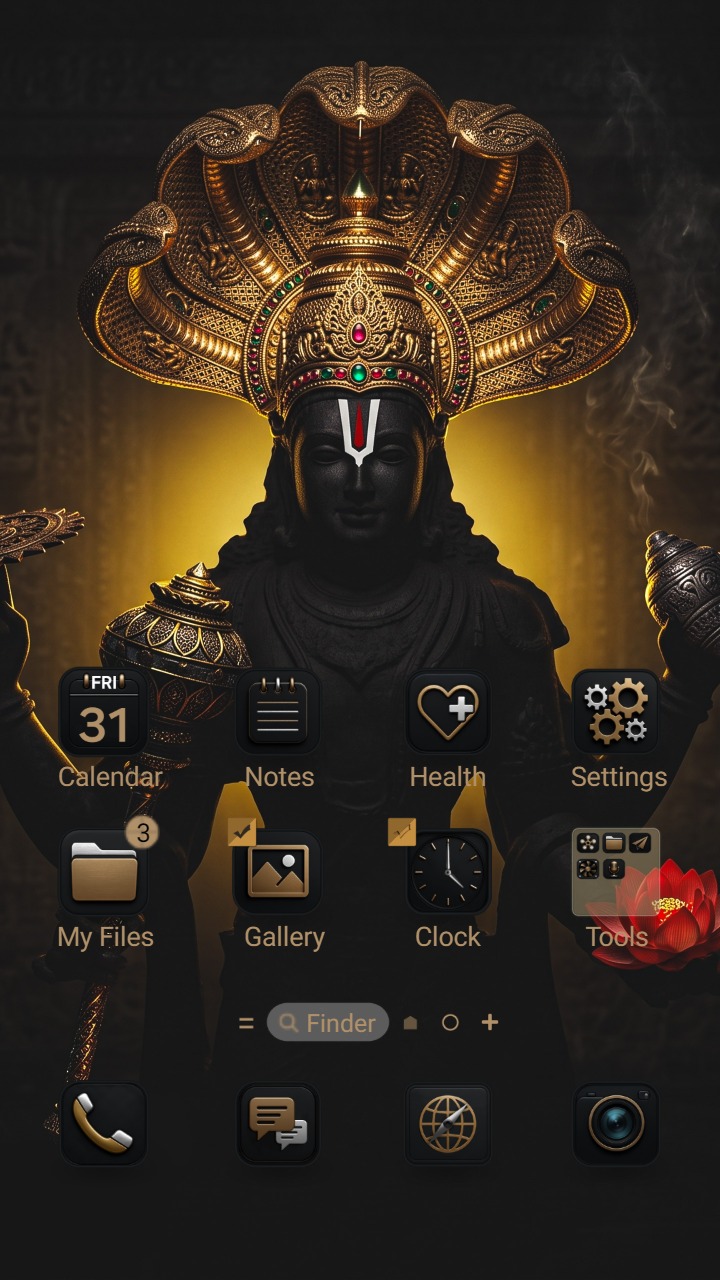 FRI
31
Calendar
Notes
Health
Settings
3
My Files
Gallery
Clock
Tools
Finder